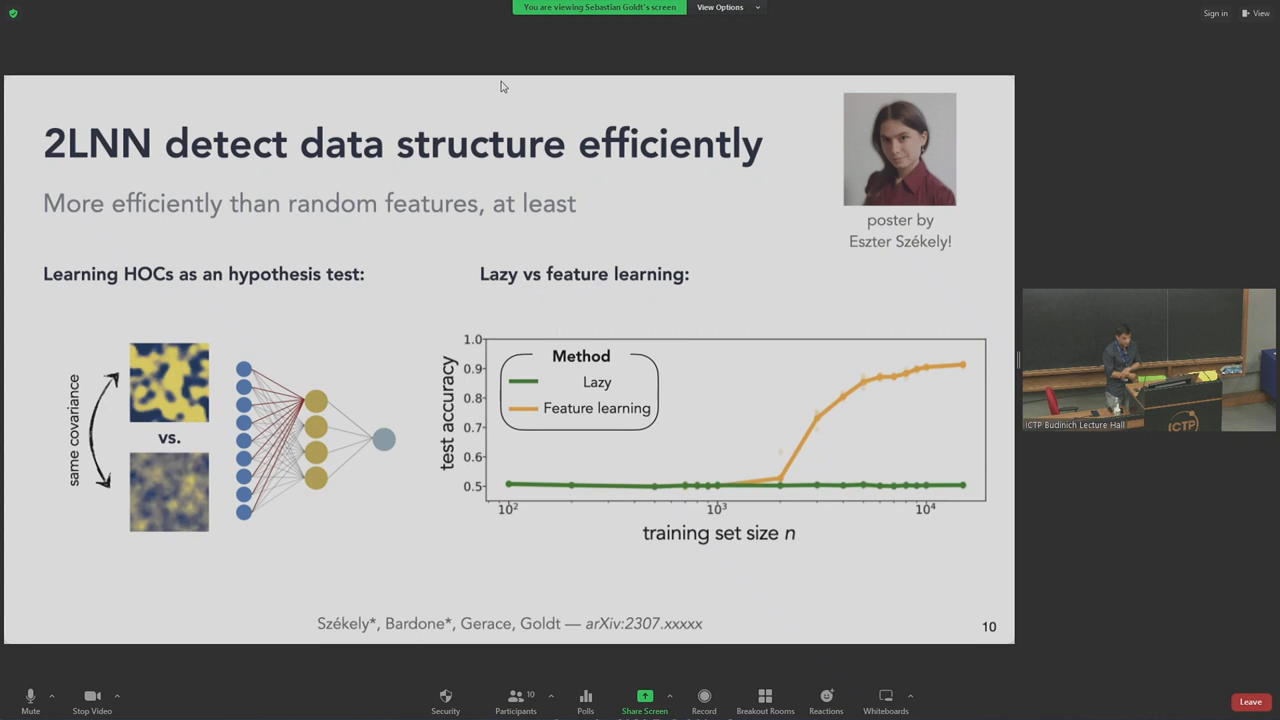 You are viewing Sebastian Goldt's screen
View Options
Sign in
View
2LNN detect data structure efficiently
More efficiently than random features, at least
poster by
Eszter Székely!
Learning HOCs as an hypothesis test:
Lazy vs feature learning:
same covariance
vs.
test accuracy
1.0
0.9
0.8
0.7
0.6
0.5
Method
Lazy
Feature learning
10²
10³
10⁴
training set size n
Székely*, Bardone*, Gerace, Goldt — arXiv:2307.xxxxx
10
ICTP
ICTP Budinich Lecture Hall
Mute
Stop Video
Security
Participants
10
Polls
Share Screen
Record
Breakout Rooms
Reactions
Whiteboards
Leave